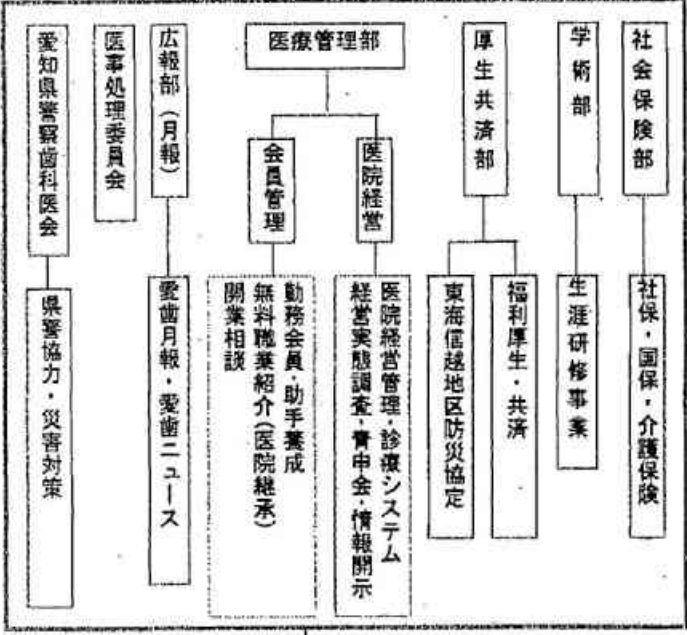 社会保険部
社保・国保・介護保険
学術部
生涯研修事業
厚生共済部
福利厚生・共済
東海信越地区防災協定
医療管理部
医院経営
医院経営管理・診療システム
経営実態調査・青申会・情報開示
会員管理
勤務会員・助手養成
無料職業紹介(医院継承)
開業相談
広報部(月報)
愛歯月報・愛歯ニュース
医事処理委員会
愛知県警察歯科医会
県警協力・災害対策